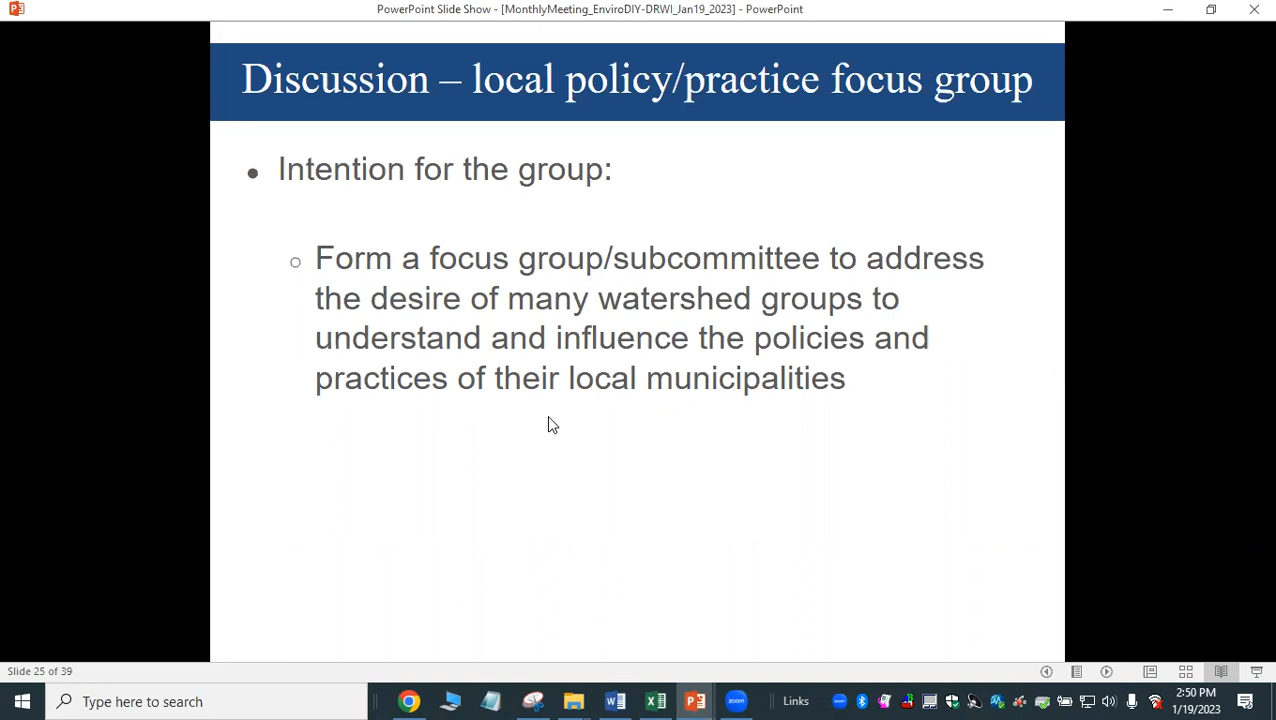 PowerPoint Slide Show - [MonthlyMeeting_EnviroDIY-DRWI_Jan19_2023] - PowerPoint
Discussion – local policy/practice focus group
● Intention for the group:
○ Form a focus group/subcommittee to address
the desire of many watershed groups to
understand and influence the policies and
practices of their local municipalities
Slide 25 of 39
Type here to search
zoom
Links
2:50 PM
1/19/2023